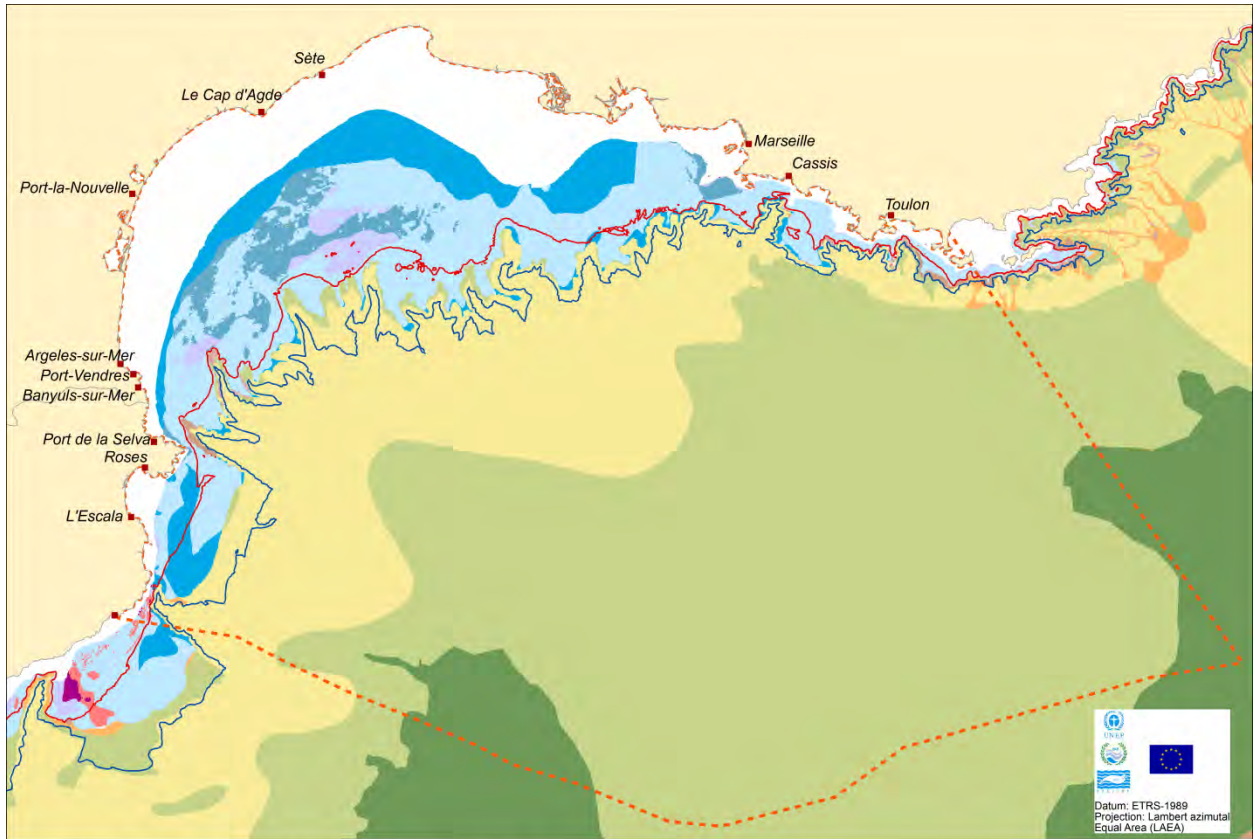 Sète
Le Cap d'Agde
Marseille
Cassis
Port-la-Nouvelle
Toulon
Argeles-sur-Mer
Port-Vendres
Banyuls-sur-Mer
Port de la Selva
Roses
L'Escala
UNEP
Datum: ETRS-1989
Projection: Lambert azimutal
Equal Area (LAEA)